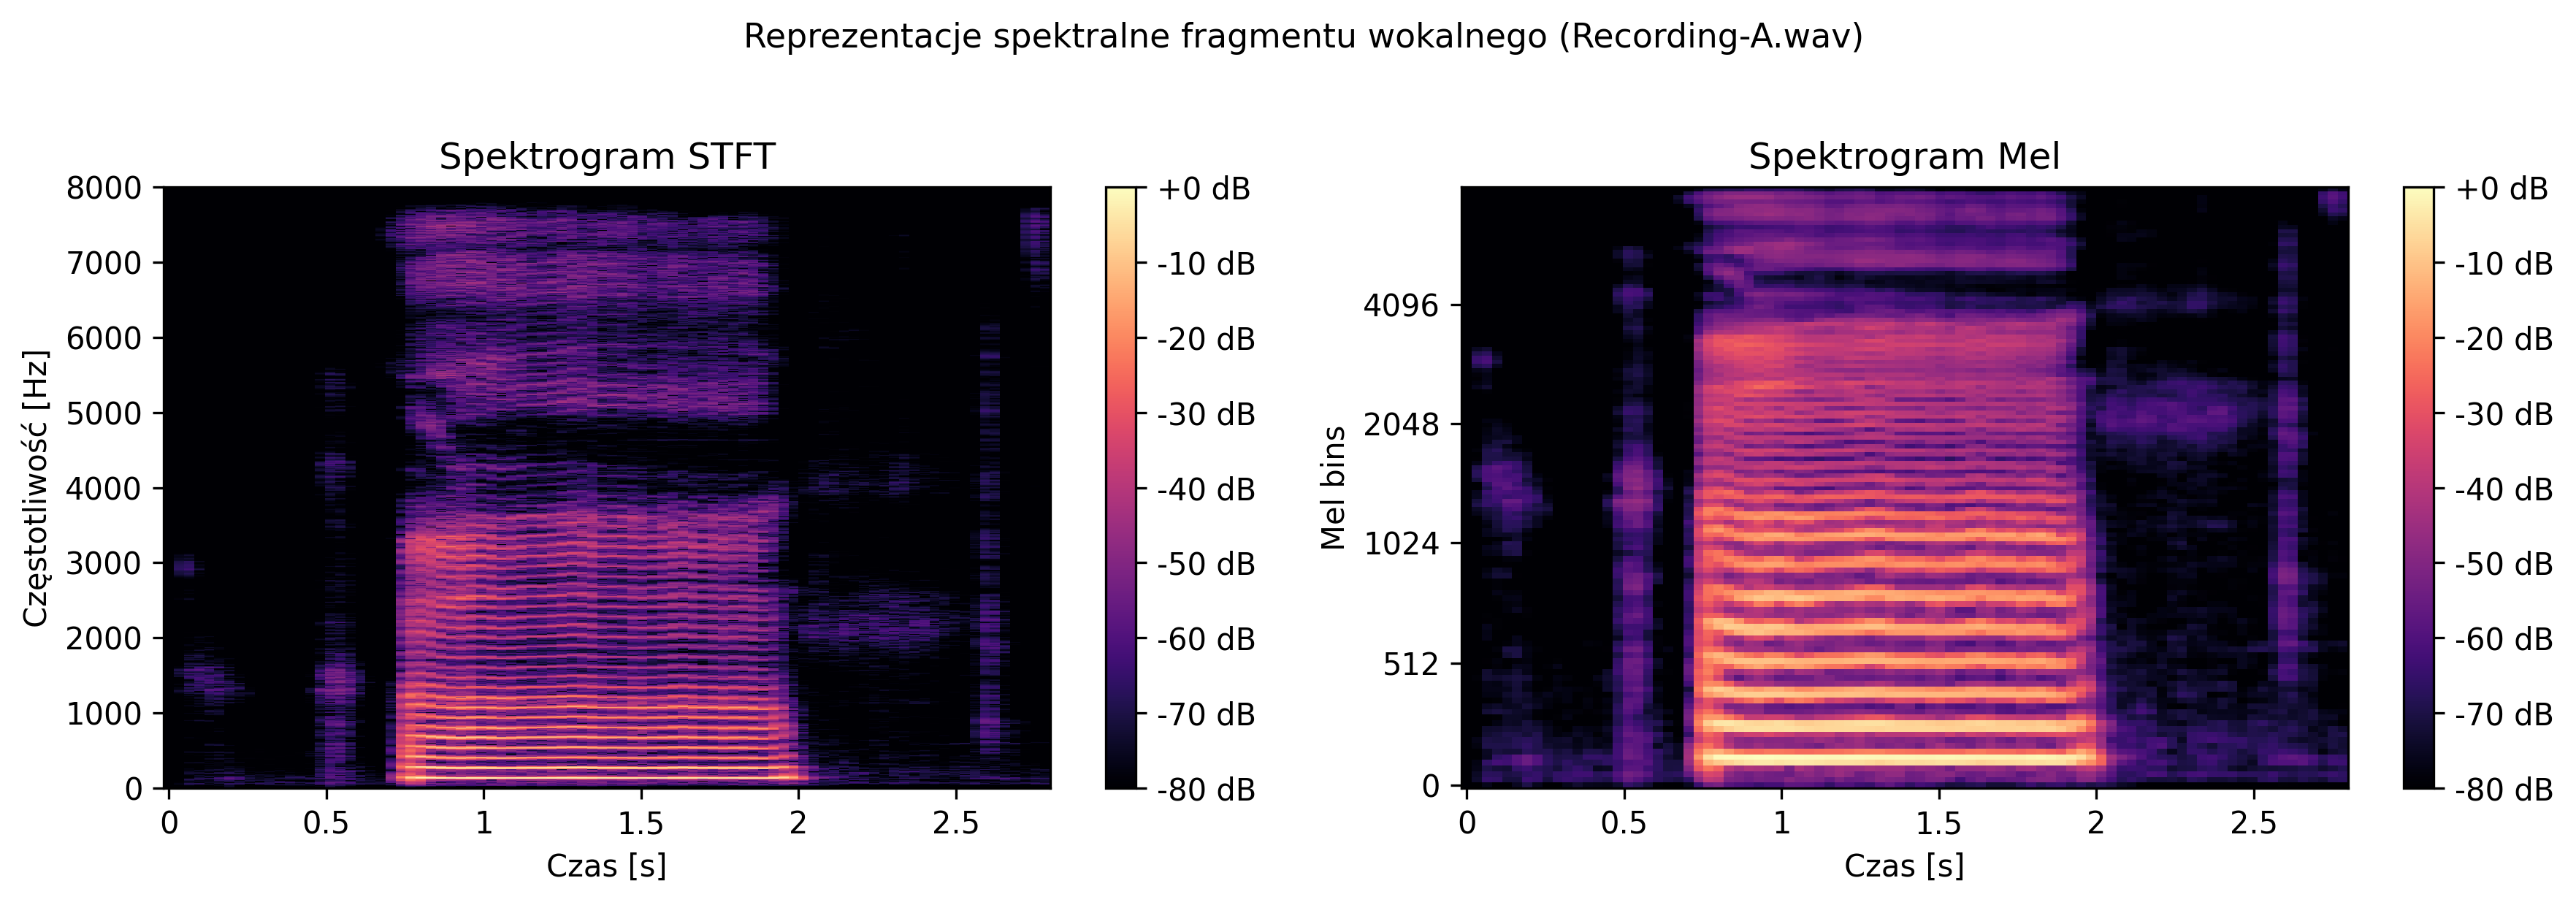 Reprezentacje spektralne fragmentu wokalnego (Recording-A.wav)
Spektrogram STFT
Częstotliwość [Hz]
8000
7000
6000
5000
4000
3000
2000
1000
0
0 0.5 1 1.5 2 2.5
Czas [s]
+0 dB
-10 dB
-20 dB
-30 dB
-40 dB
-50 dB
-60 dB
-70 dB
-80 dB
Spektrogram Mel
Mel bins
4096
2048
1024
512
0
0 0.5 1 1.5 2 2.5
Czas [s]
+0 dB
-10 dB
-20 dB
-30 dB
-40 dB
-50 dB
-60 dB
-70 dB
-80 dB